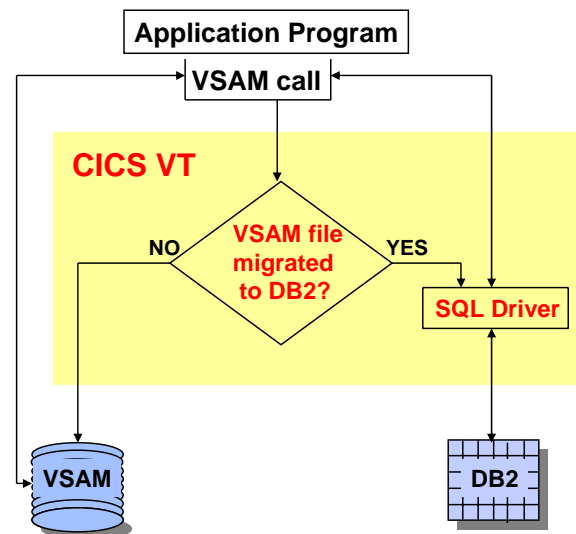 Application Program
VSAM call
CICS VT
NO
VSAM file
migrated
to DB2?
YES
SQL Driver
VSAM
DB2